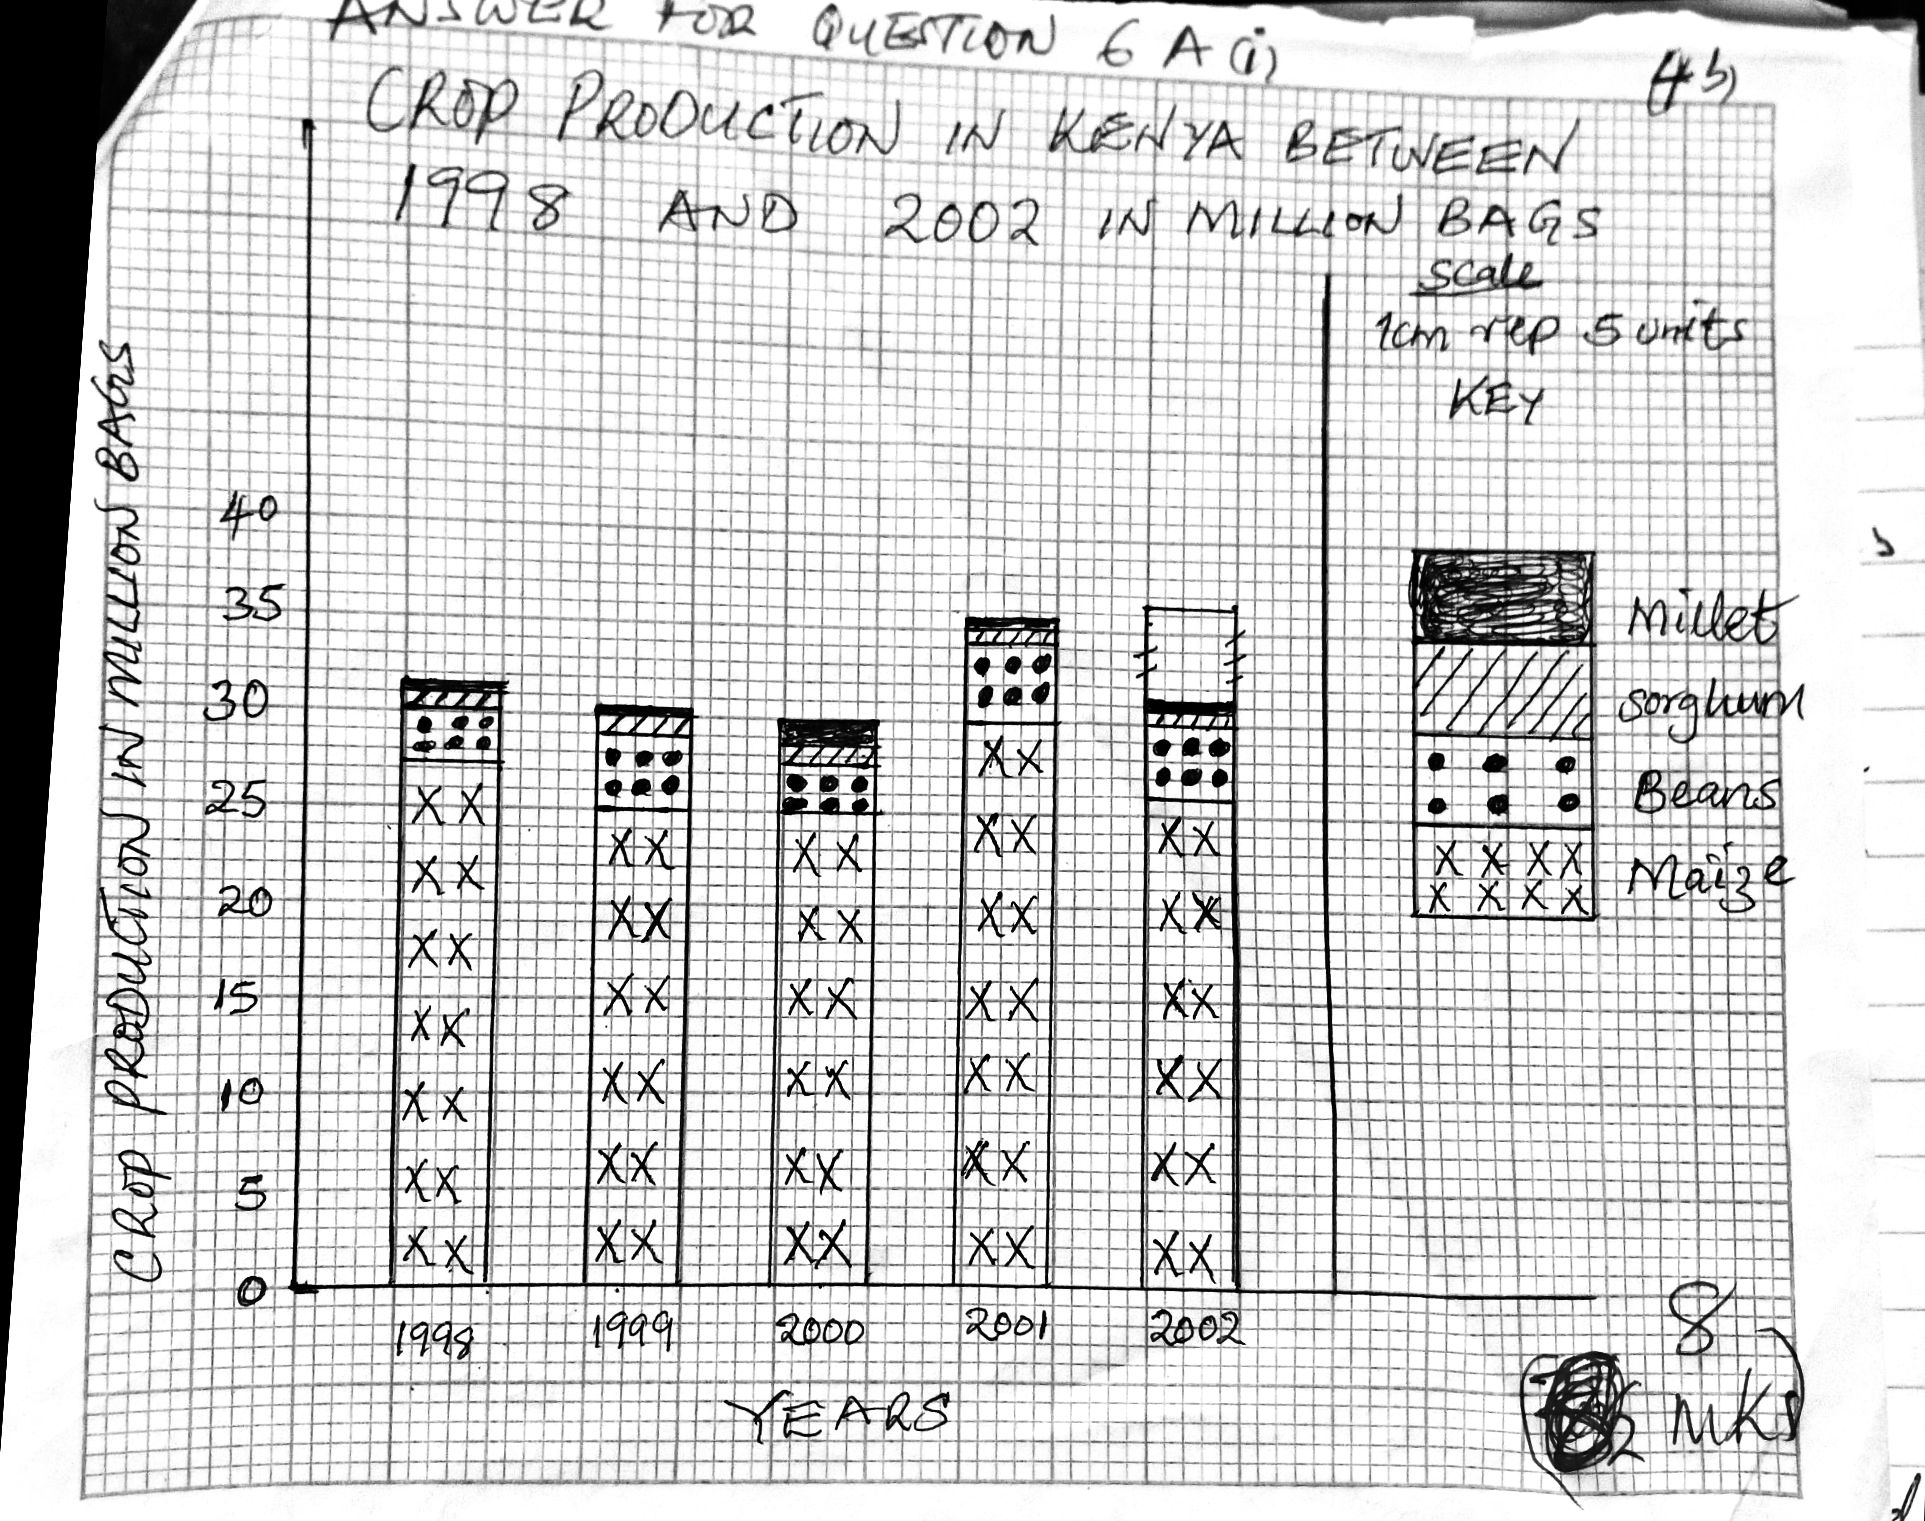 ANSWER FOR QUESTION 6 A (i)
(4b)
CROP PRODUCTION IN KENYA BETWEEN
1998 AND 2002 IN MILLION BAGS
scale
1cm rep 5 units
KEY
Millet
sorghum
Beans
Maize
CROP PRODUCTION IN MILLION BAGS
40
35
30
25
20
15
10
5
0
1998 1999 2000 2001 2002
YEARS
8
MKS